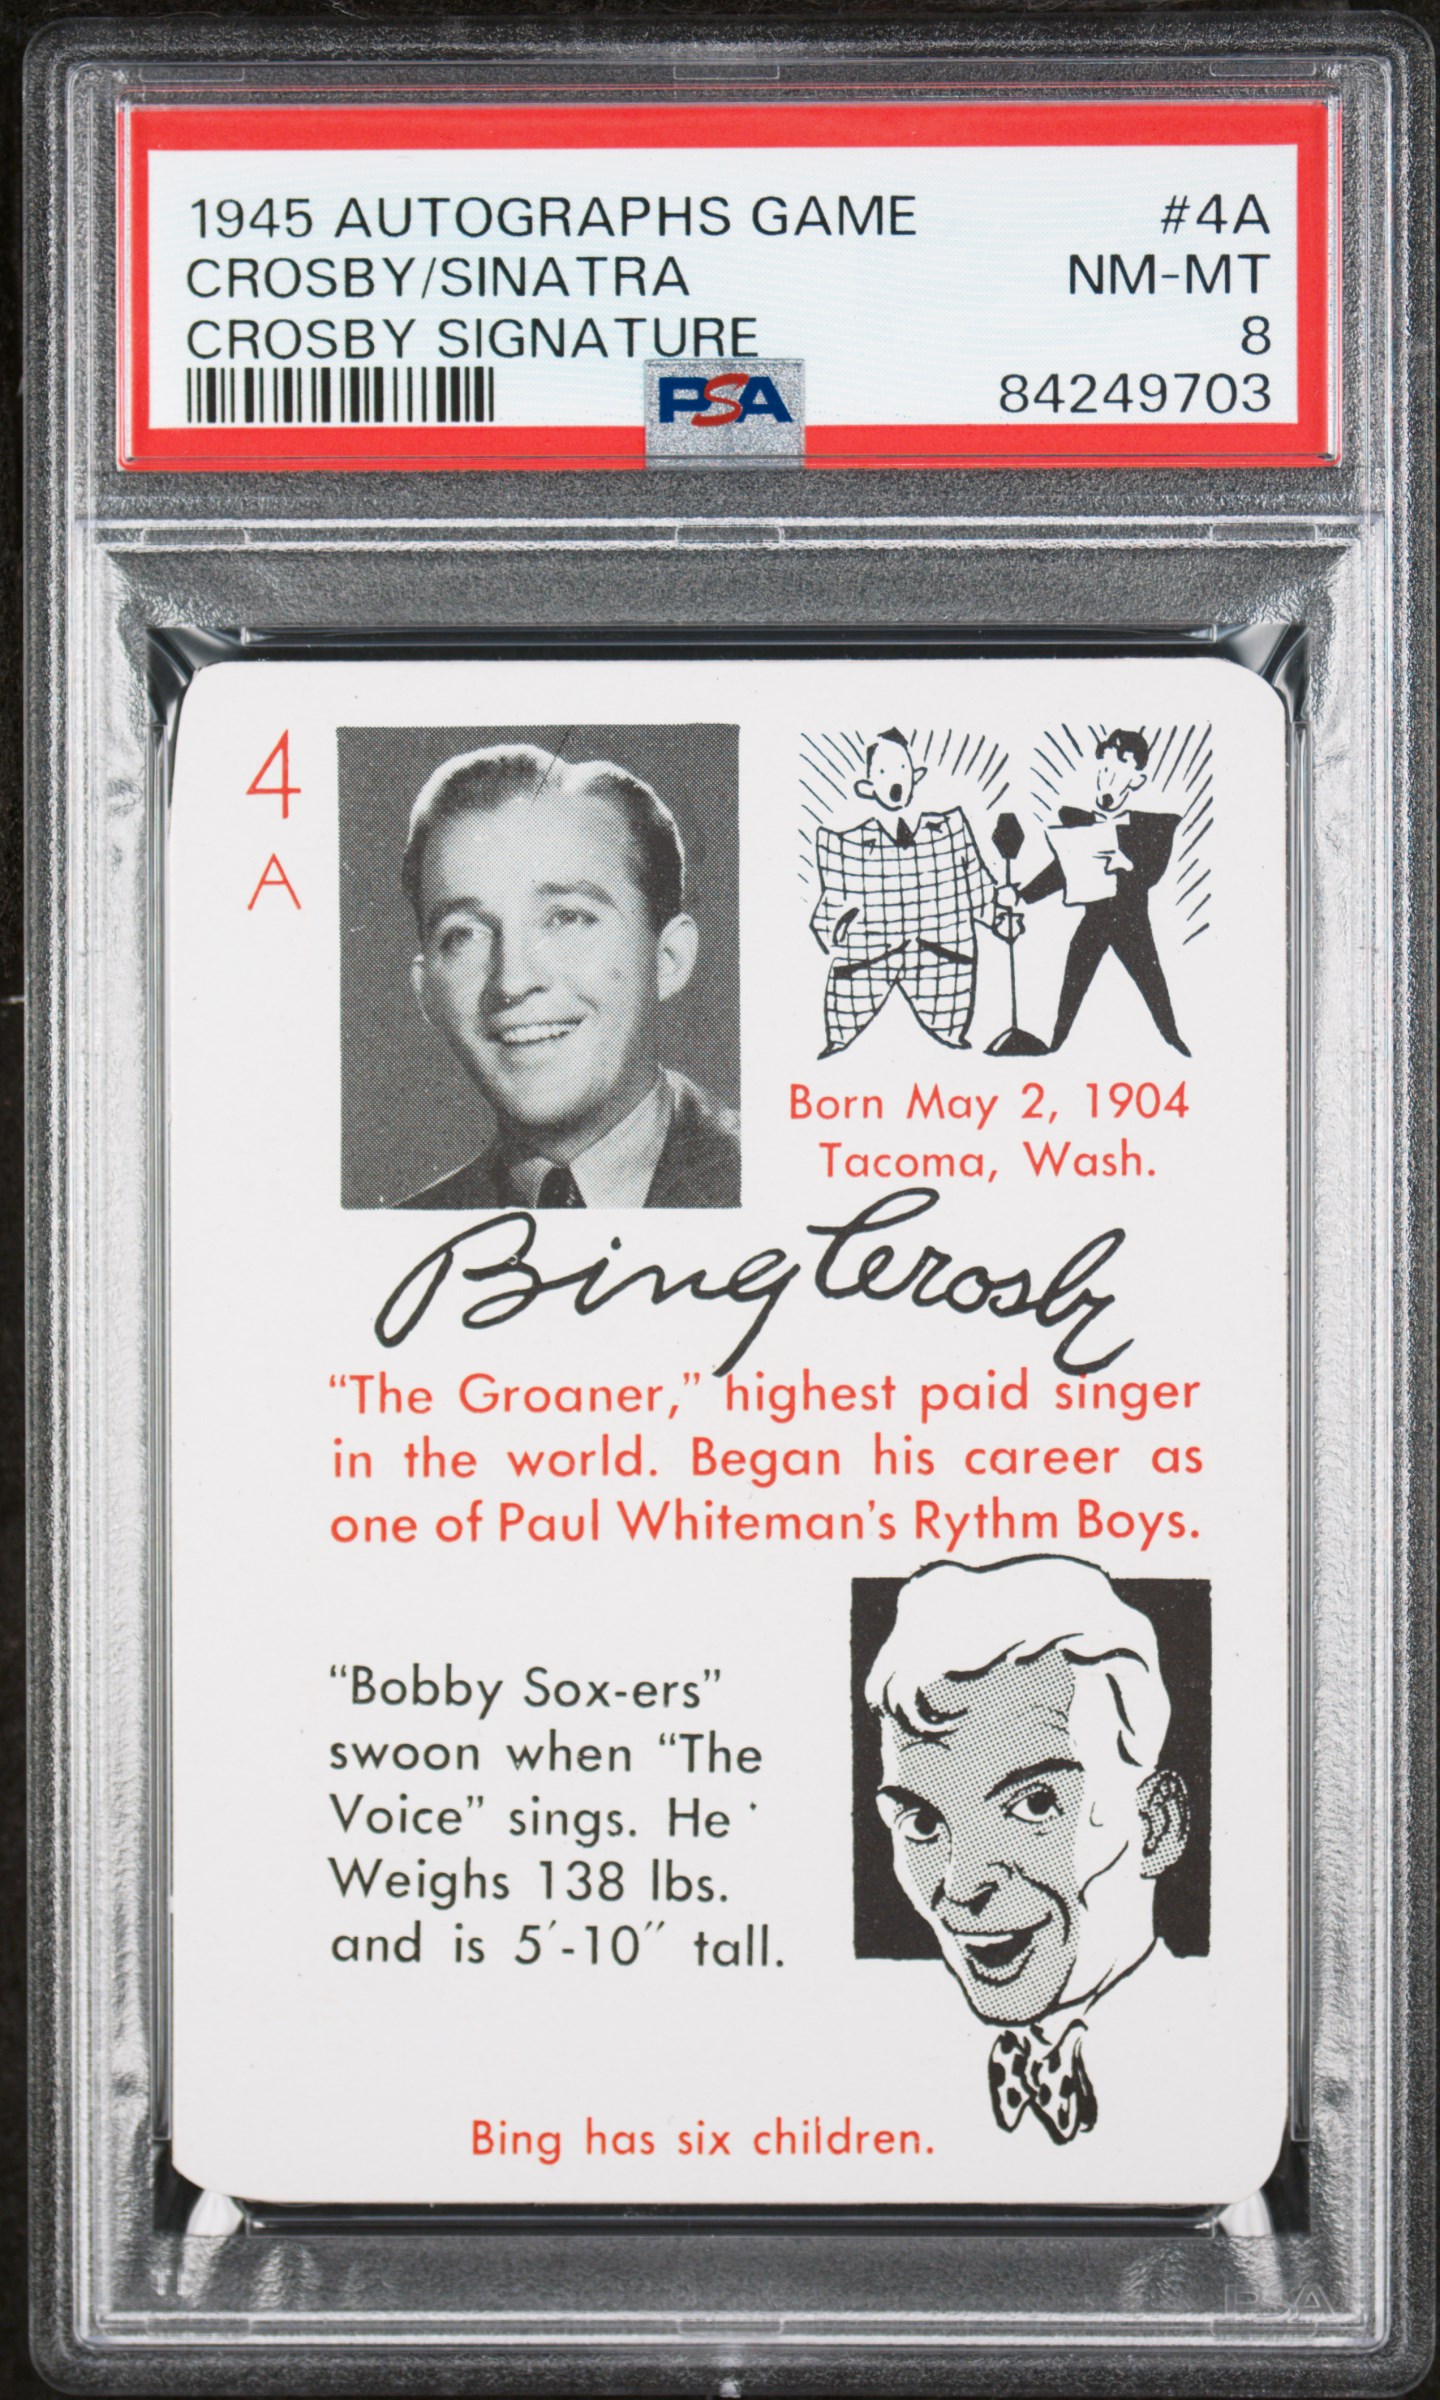 1945 AUTOGRAPHS GAME #4A
CROSBY/SINATRA NM-MT
CROSBY SIGNATURE 8
PSA 84249703
4
A
Born May 2, 1904
Tacoma, Wash.
Bing Crosby
“The Groaner,” highest paid singer
in the world. Began his career as
one of Paul Whiteman's Rythm Boys.
“Bobby Sox-ers”
swoon when “The
Voice” sings. He
Weighs 138 lbs.
and is 5′-10″ tall.
Bing has six children.
PSA